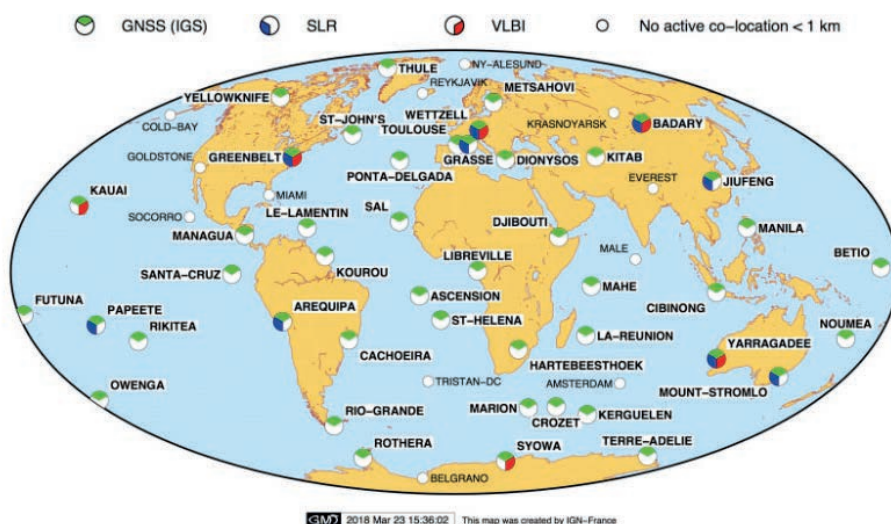 GNSS (IGS) SLR VLBI No active co-location < 1 km
THULE
NY-ALESUND
REYKJAVIK
METSAHOVI
YELLOWKNIFE
COLD-BAY
ST-JOHN'S
WETTZELL
TOULOUSE
KRASNOYARSK
BADARY
GOLDSTONE
GREENBELT
GRASSE
DIONYSOS
KITAB
PONTA-DELGADA
EVEREST
JIUFENG
KAUAI
MIAMI
SOCORRO
LE-LAMENTIN
SAL
DJIBOUTI
MANILA
MANAGUA
LIBREVILLE
MALE
BETIO
SANTA-CRUZ
KOUROU
MAHE
FUTUNA
PAPEETE
AREQUIPA
ASCENSION
CIBINONG
NOUMEA
RIKITEA
ST-HELENA
LA-REUNION
YARRAGADEE
CACHOEIRA
HARTEBEESTHOEK
TRISTAN-DC
AMSTERDAM
MOUNT-STROMLO
OWENGA
RIO-GRANDE
MARION
CROZET
KERGUELEN
ROTHERA
SYOWA
TERRE-ADELIE
BELGRANO
GMD 2018 Mar 23 15:36:02 This map was created by IGN-France